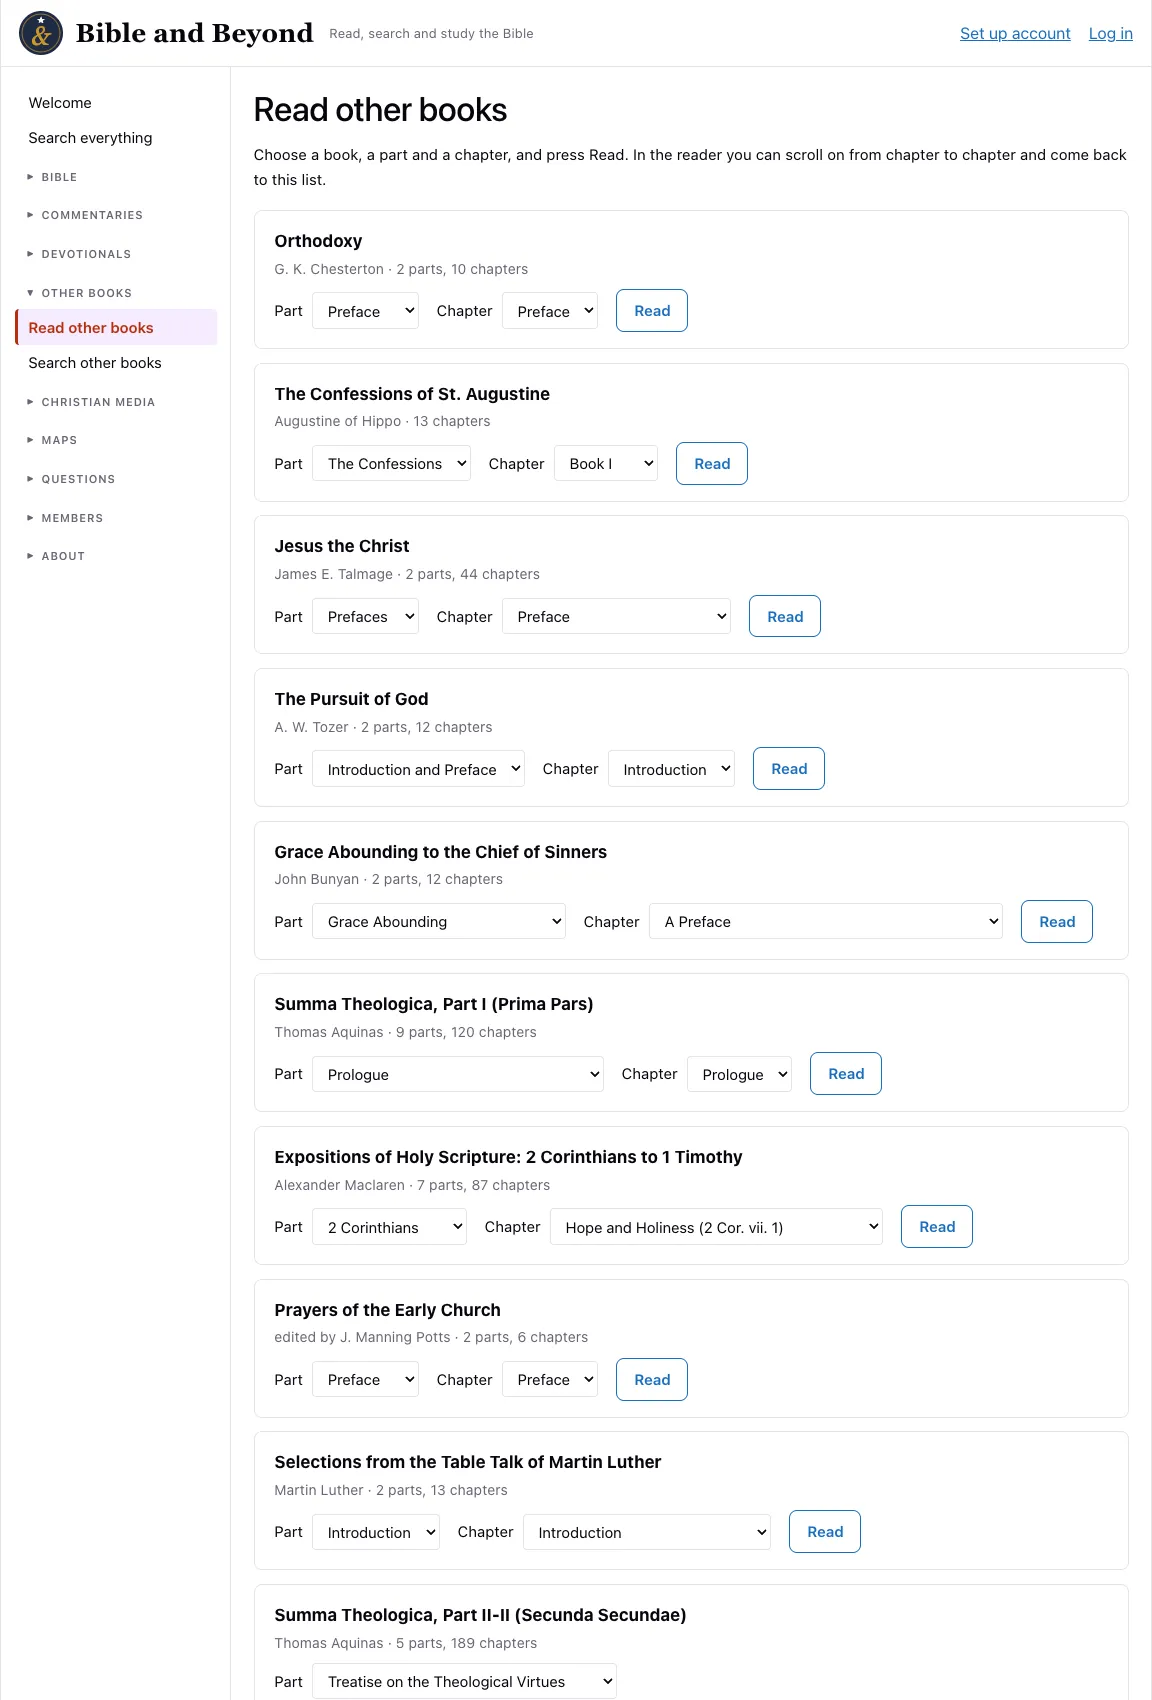 & Bible and Beyond Read, search and study the Bible Set up account Log in
Welcome
Search everything
BIBLE
COMMENTARIES
DEVOTIONALS
OTHER BOOKS
Read other books
Search other books
CHRISTIAN MEDIA
MAPS
QUESTIONS
MEMBERS
ABOUT
Read other books
Choose a book, a part and a chapter, and press Read. In the reader you can scroll on from chapter to chapter and come back
to this list.
Orthodoxy
G. K. Chesterton · 2 parts, 10 chapters
Part Preface Chapter Preface Read
The Confessions of St. Augustine
Augustine of Hippo · 13 chapters
Part The Confessions Chapter Book I Read
Jesus the Christ
James E. Talmage · 2 parts, 44 chapters
Part Prefaces Chapter Preface Read
The Pursuit of God
A. W. Tozer · 2 parts, 12 chapters
Part Introduction and Preface Chapter Introduction Read
Grace Abounding to the Chief of Sinners
John Bunyan · 2 parts, 12 chapters
Part Grace Abounding Chapter A Preface Read
Summa Theologica, Part I (Prima Pars)
Thomas Aquinas · 9 parts, 120 chapters
Part Prologue Chapter Prologue Read
Expositions of Holy Scripture: 2 Corinthians to 1 Timothy
Alexander Maclaren · 7 parts, 87 chapters
Part 2 Corinthians Chapter Hope and Holiness (2 Cor. vii. 1) Read
Prayers of the Early Church
edited by J. Manning Potts · 2 parts, 6 chapters
Part Preface Chapter Preface Read
Selections from the Table Talk of Martin Luther
Martin Luther · 2 parts, 13 chapters
Part Introduction Chapter Introduction Read
Summa Theologica, Part II-II (Secunda Secundae)
Thomas Aquinas · 5 parts, 189 chapters
Part Treatise on the Theological Virtues